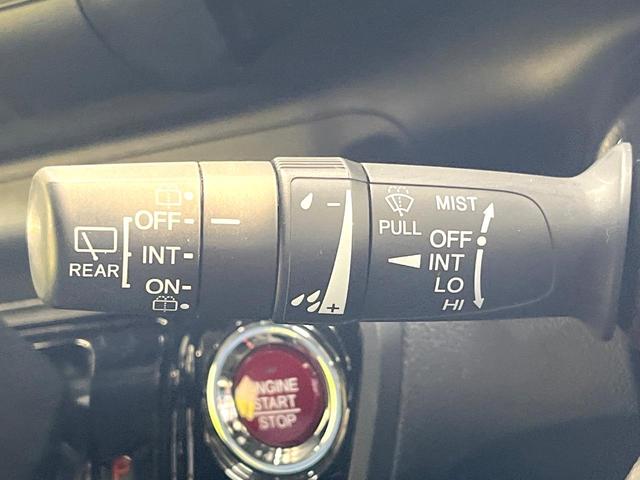 REAR
OFF
INT
ON
−
+
PULL
MIST
OFF
INT
LO
HI
ENGINE
START
STOP